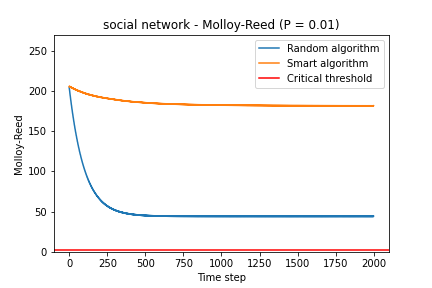 social network - Molloy-Reed (P = 0.01)
Random algorithm
Smart algorithm
Critical threshold
Molloy-Reed
250
200
150
100
50
0
0 250 500 750 1000 1250 1500 1750 2000
Time step